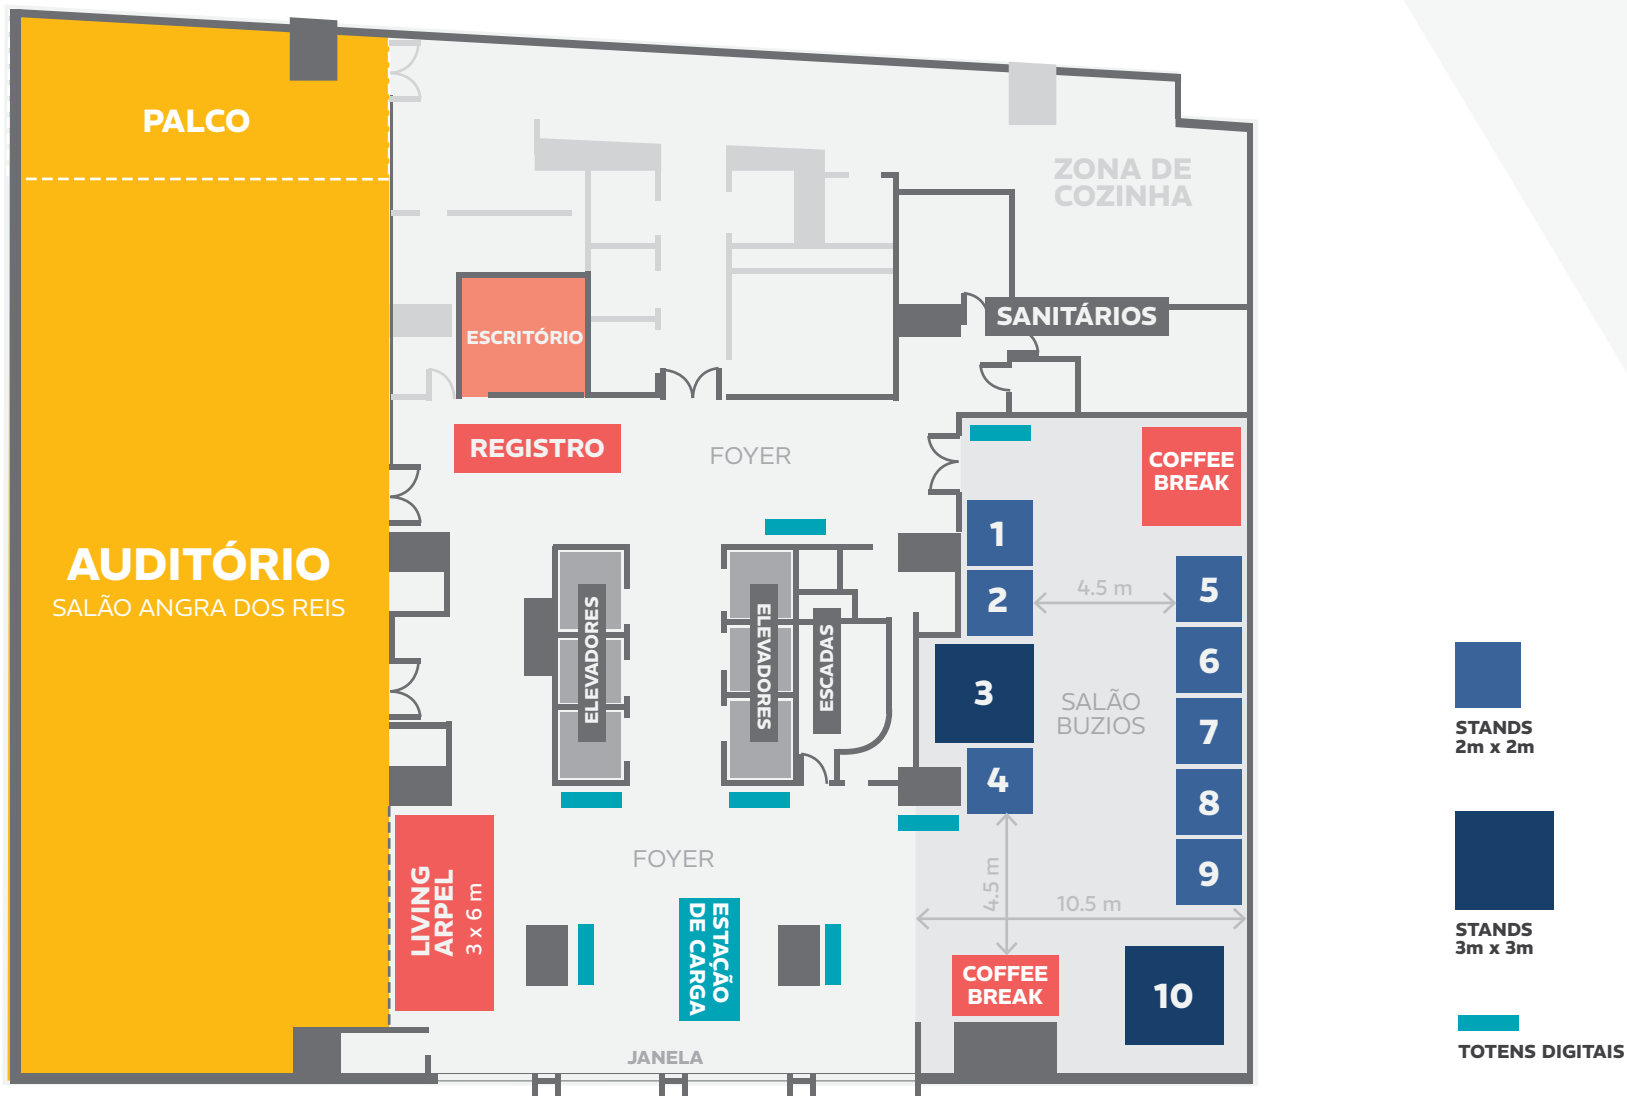 PALCO
ZONA DE
COZINHA
SANITÁRIOS
ESCRITÓRIO
REGISTRO
FOYER
COFFEE
BREAK
AUDITÓRIO
SALÃO ANGRA DOS REIS
1
2
4.5 m
5
ELEVADORES
ELEVADORES
ESCADAS
3
SALÃO
BUZIOS
6
7
4
8
9
FOYER
4.5 m
10.5 m
LIVING
ARPEL
3 x 6 m
ESTAÇÃO
DE CARGA
COFFEE
BREAK
10
JANELA
STANDS
2m x 2m
STANDS
3m x 3m
TOTENS DIGITAIS